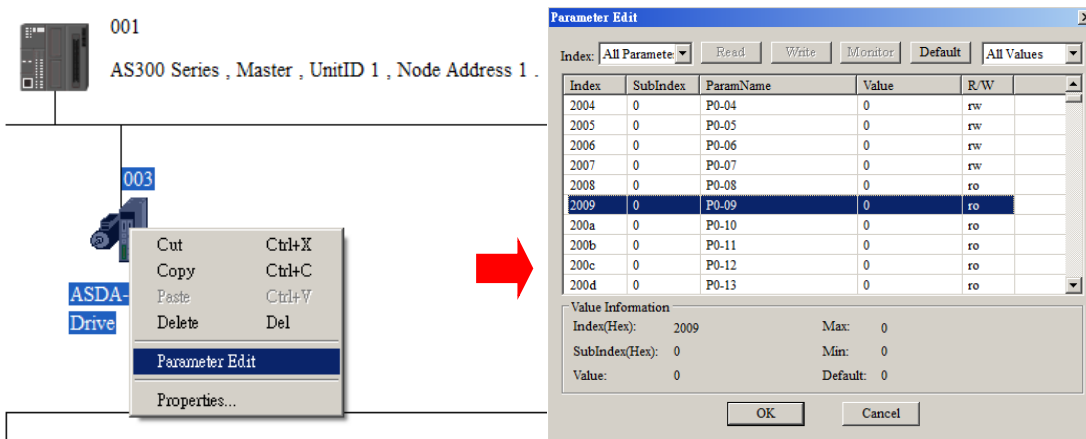 001
AS300 Series , Master , UnitID 1 , Node Address 1 .
003
ASDA-
Drive
Cut Ctrl+X
Copy Ctrl+C
Paste Ctrl+V
Delete Del
Parameter Edit
Properties...
Parameter Edit
Index: All Paramete Read Write Monitor Default All Values
Index SubIndex ParamName Value R/W
2004 0 P0-04 0 rw
2005 0 P0-05 0 rw
2006 0 P0-06 0 rw
2007 0 P0-07 0 rw
2008 0 P0-08 0 ro
2009 0 P0-09 0 ro
200a 0 P0-10 0 ro
200b 0 P0-11 0 ro
200c 0 P0-12 0 ro
200d 0 P0-13 0 ro
Value Information
Index(Hex): 2009 Max: 0
SubIndex(Hex): 0 Min: 0
Value: 0 Default: 0
OK Cancel